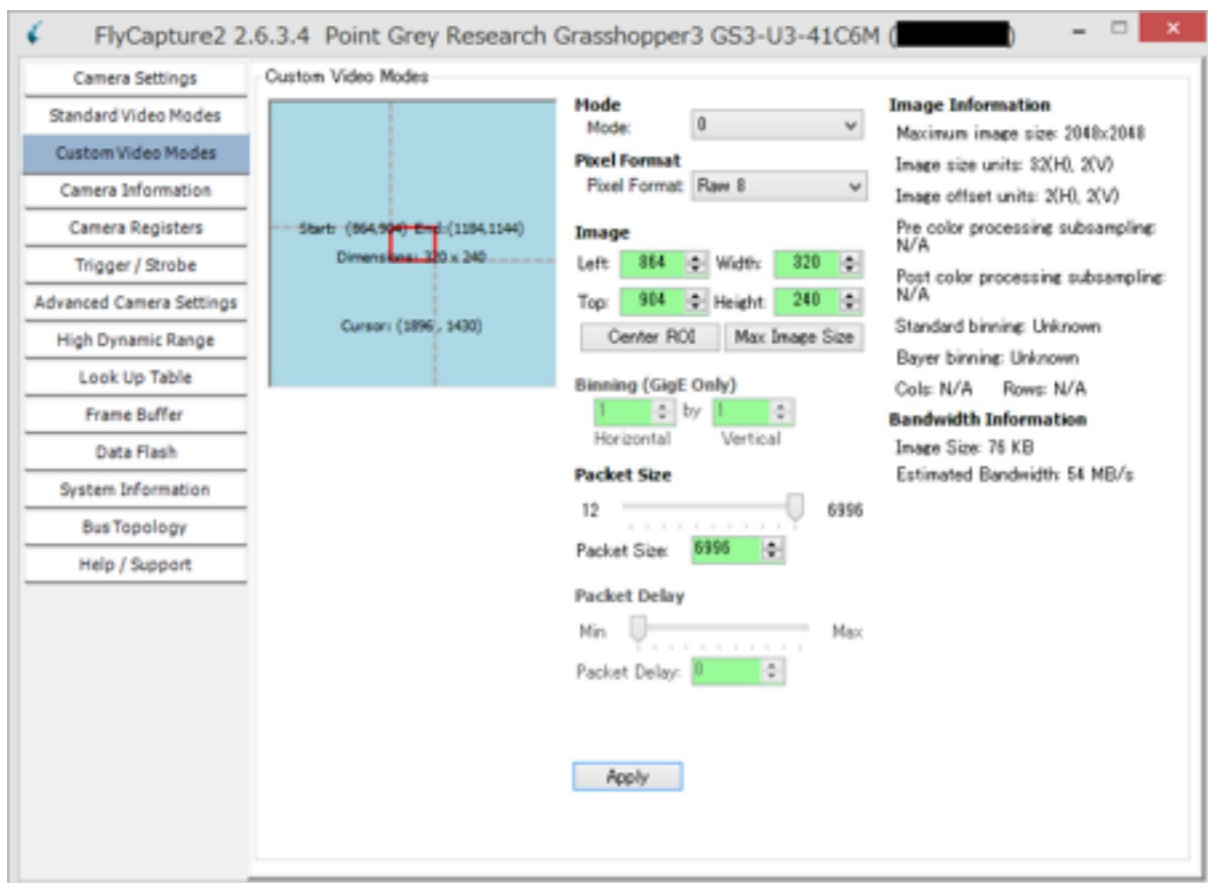 FlyCapture2 2.6.3.4 Point Grey Research Grasshopper3 GS3-U3-41C6M ( )
Camera Settings
Standard Video Modes
Custom Video Modes
Camera Information
Camera Registers
Trigger / Strobe
Advanced Camera Settings
High Dynamic Range
Look Up Table
Frame Buffer
Data Flash
System Information
Bus Topology
Help / Support
Custom Video Modes
Start: (864,904) End:(1184,1144)
Dimensions: 320 x 240
Cursor: (1896 , 1430)
Mode
Mode: 0
Pixel Format
Pixel Format: Raw 8
Image
Left: 864 Width: 320
Top: 904 Height: 240
Center ROI Max Image Size
Binning (GigE Only)
1 by 1
Horizontal Vertical
Packet Size
12 6996
Packet Size: 6996
Packet Delay
Min Max
Packet Delay: 0
Apply
Image Information
Maximum image size: 2048x2048
Image size units: 32(H), 2(V)
Image offset units: 2(H), 2(V)
Pre color processing subsampling:
N/A
Post color processing subsampling:
N/A
Standard binning: Unknown
Bayer binning: Unknown
Cols: N/A Rows: N/A
Bandwidth Information
Image Size: 76 KB
Estimated Bandwidth: 54 MB/s